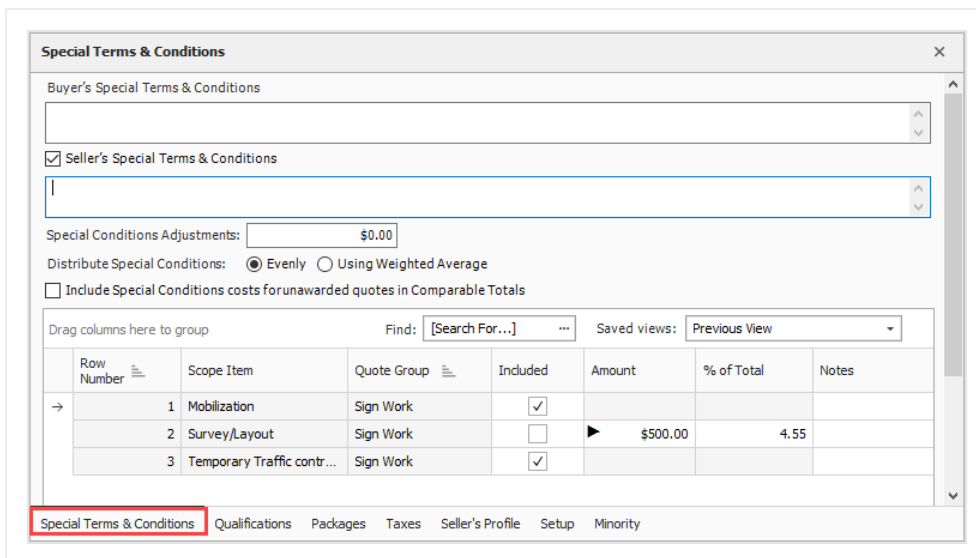 Special Terms & Conditions
Buyer's Special Terms & Conditions
Seller's Special Terms & Conditions
Special Conditions Adjustments: $0.00
Distribute Special Conditions: Evenly Using Weighted Average
Include Special Conditions costs for unawarded quotes in Comparable Totals
Drag columns here to group Find: [Search For...] ... Saved views: Previous View
Row Number Scope Item Quote Group Included Amount % of Total Notes
1 Mobilization Sign Work
2 Survey/Layout Sign Work $500.00 4.55
3 Temporary Traffic contr... Sign Work
Special Terms & Conditions Qualifications Packages Taxes Seller's Profile Setup Minority